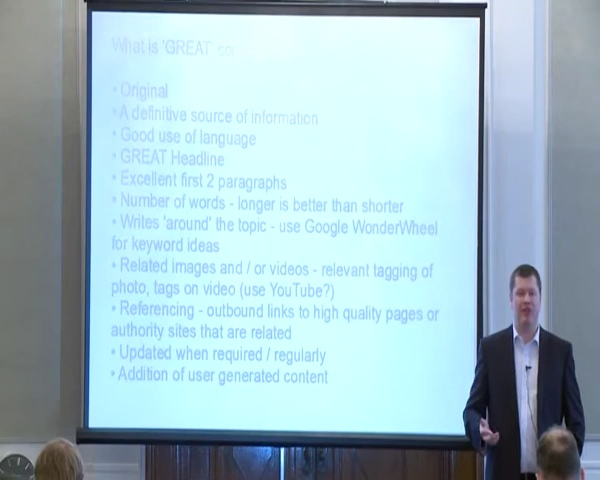 What is 'GREAT'
• Original
• A definitive source of information
• Good use of language
• GREAT Headline
• Excellent first 2 paragraphs
• Number of words - longer is better than shorter
• Writes 'around' the topic - use Google WonderWheel
for keyword ideas
• Related images and / or videos - relevant tagging of
photo, tags on video (use YouTube?)
• Referencing - outbound links to high quality pages or
authority sites that are related
• Updated when required / regularly
• Addition of user generated content